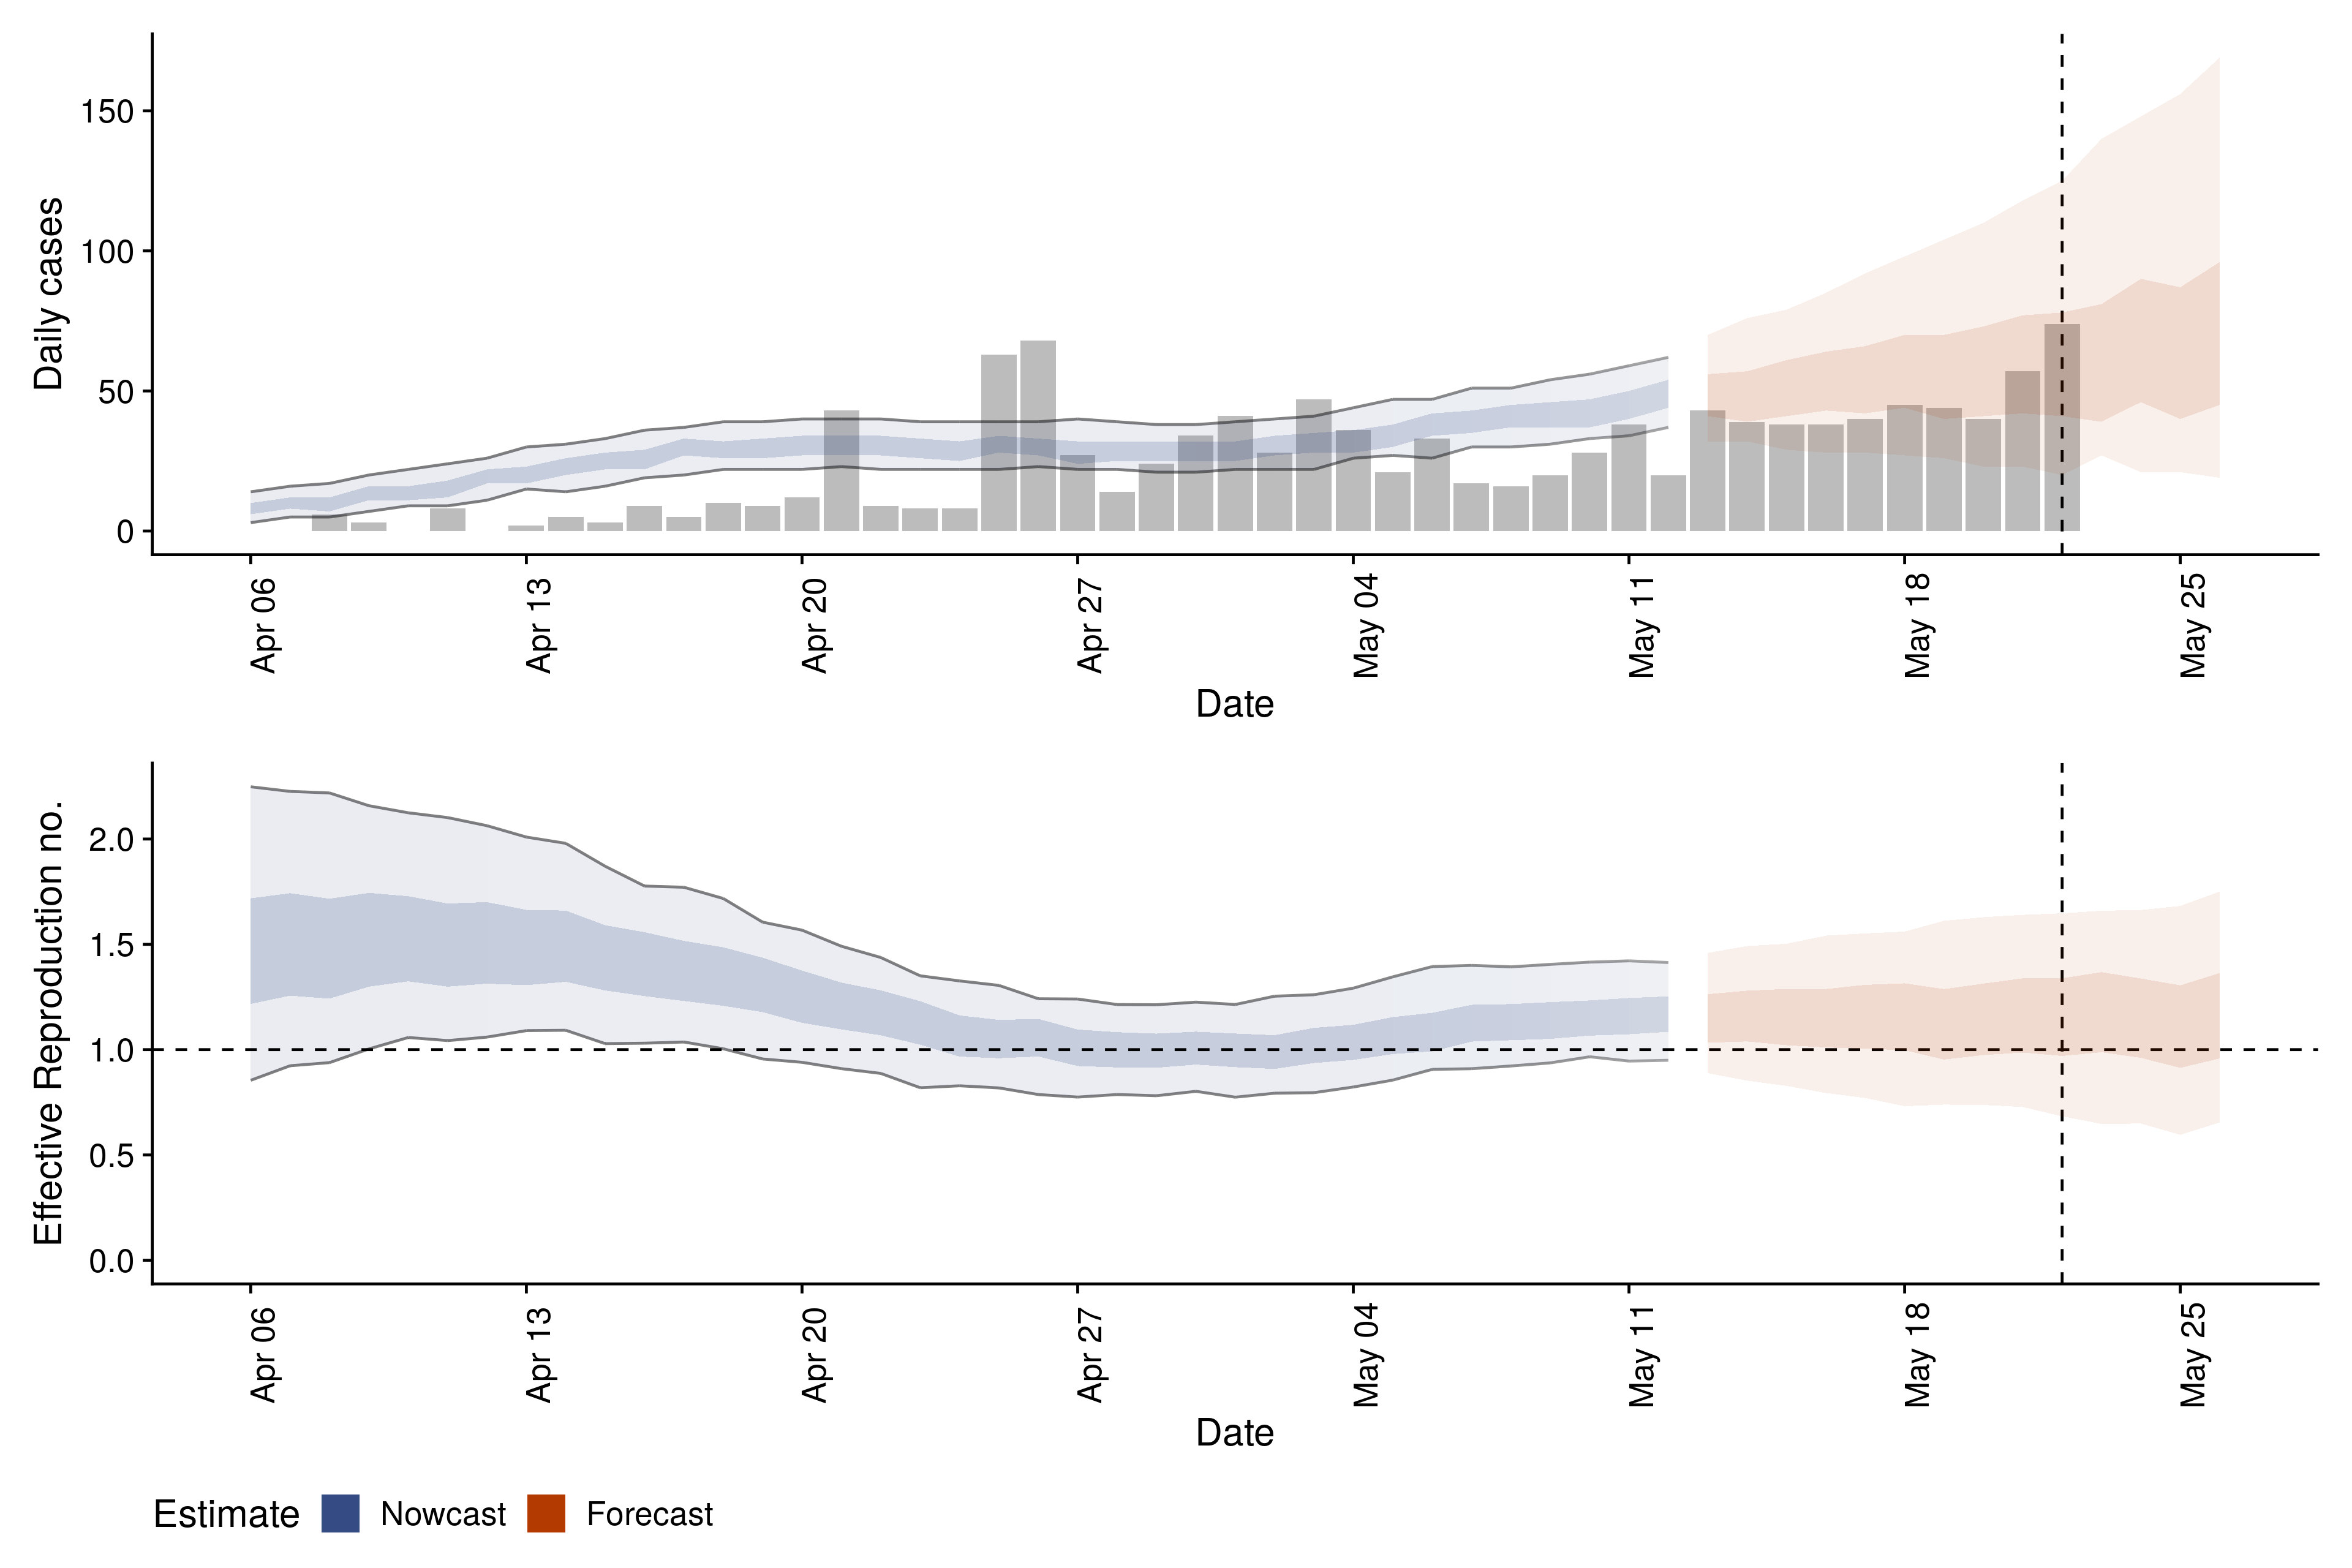 Daily cases
150
100
50
0
Apr 06
Apr 13
Apr 20
Apr 27
May 04
May 11
May 18
May 25
Date
Effective Reproduction no.
2.0
1.5
1.0
0.5
0.0
Apr 06
Apr 13
Apr 20
Apr 27
May 04
May 11
May 18
May 25
Date
Estimate Nowcast Forecast